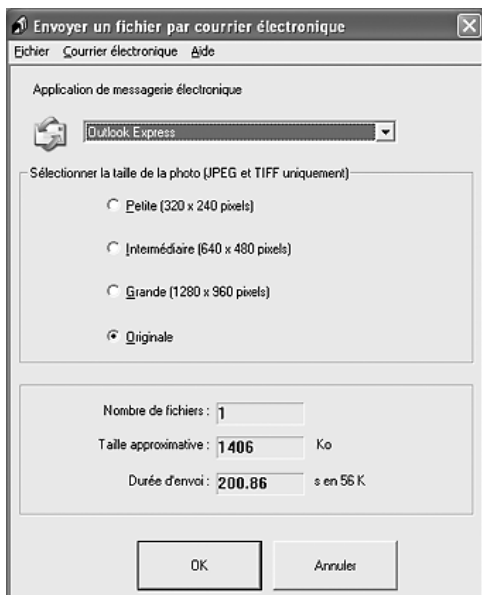 Envoyer un fichier par courrier électronique
Fichier Courrier électronique Aide
Application de messagerie électronique
Outlook Express
Sélectionner la taille de la photo (JPEG et TIFF uniquement)
Petite (320 x 240 pixels)
Intermédiaire (640 x 480 pixels)
Grande (1280 x 960 pixels)
Originale
Nombre de fichiers : 1
Taille approximative : 1406 Ko
Durée d'envoi : 200.86 s en 56 K
OK Annuler